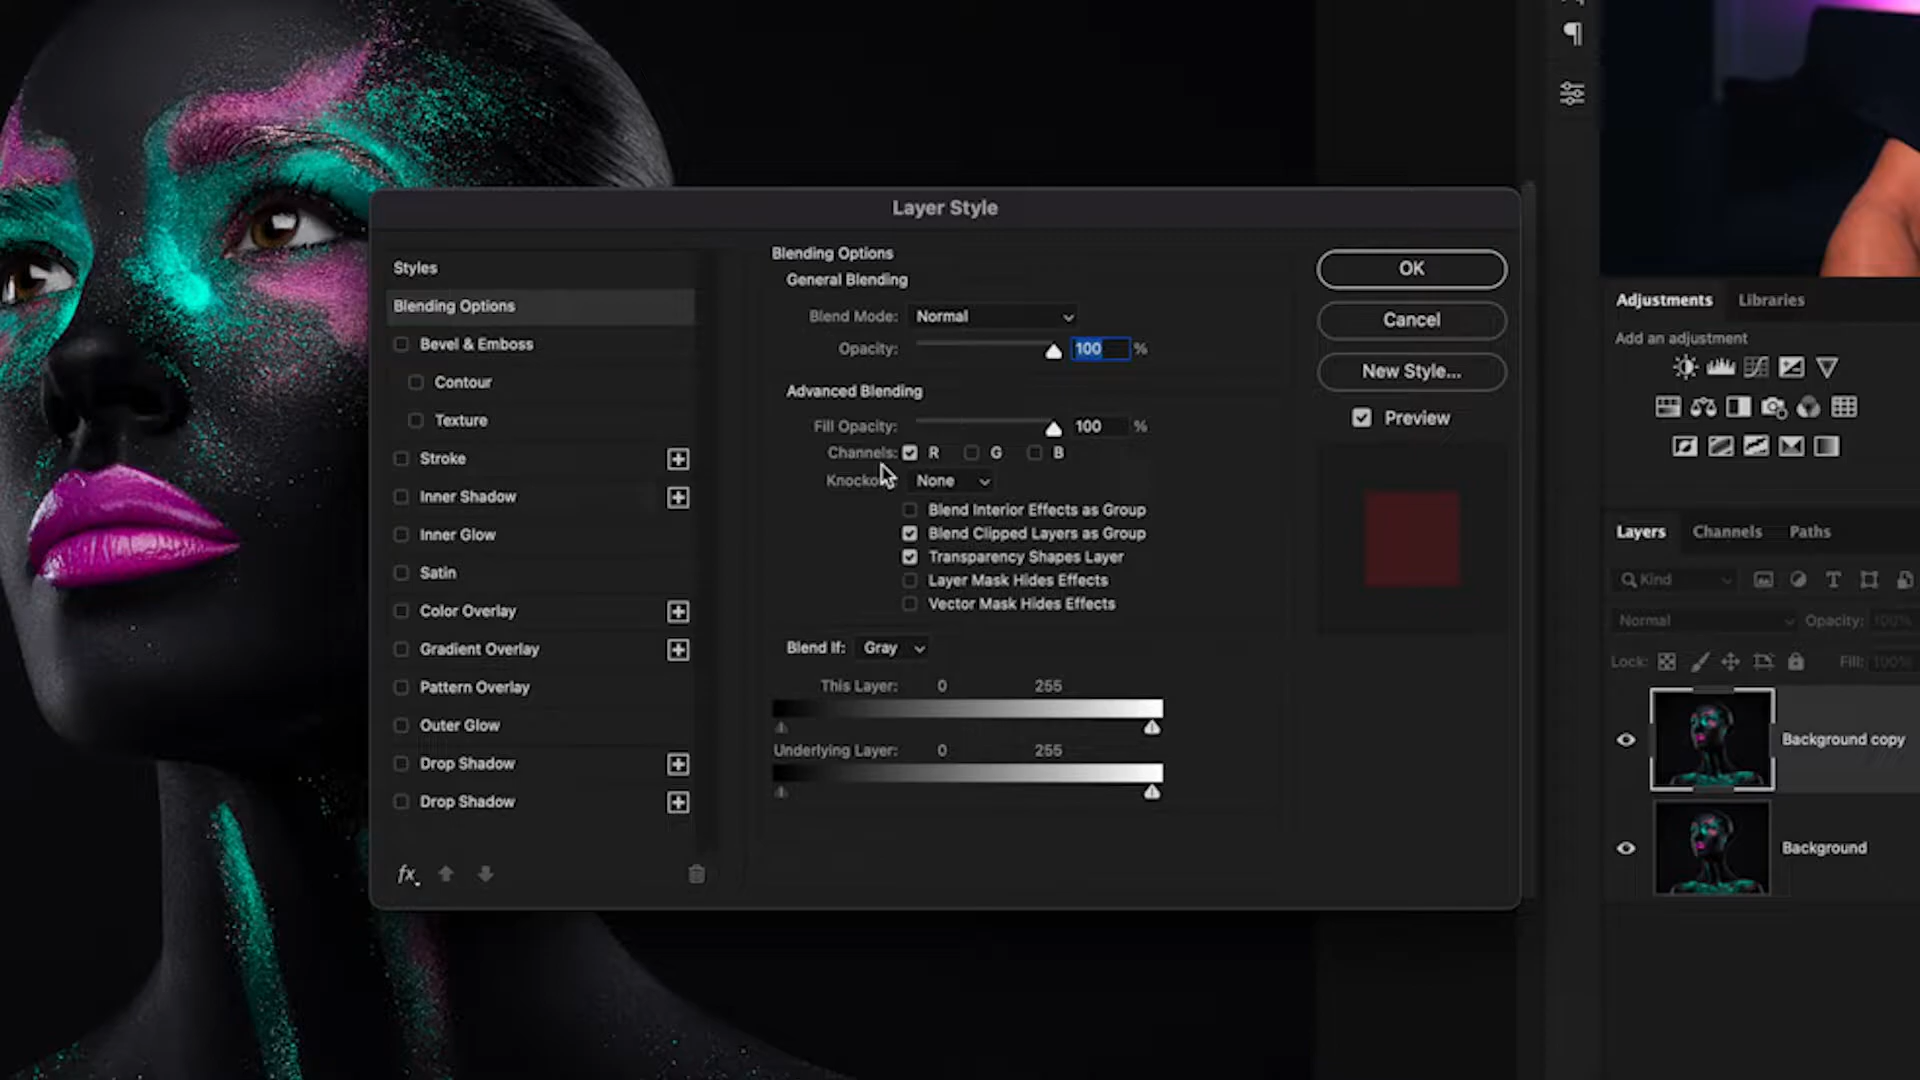 Layer Style
Styles
Blending Options
Bevel & Emboss
Contour
Texture
Stroke
Inner Shadow
Inner Glow
Satin
Color Overlay
Gradient Overlay
Pattern Overlay
Outer Glow
Drop Shadow
Drop Shadow
fx
Blending Options
General Blending
Blend Mode: Normal
Opacity: 100 %
Advanced Blending
Fill Opacity: 100 %
Channels: R G B
None
Blend Interior Effects as Group
Blend Clipped Layers as Group
Transparency Shapes Layer
Layer Mask Hides Effects
Vector Mask Hides Effects
Blend If: Gray
This Layer: 0 255
Underlying Layer: 0 255
OK
Cancel
New Style...
Preview
Adjustments Libraries
Add an adjustment
Layers Channels Paths
Kind
Normal Opacity: 100%
Lock: Fill: 100%
Background copy
Background